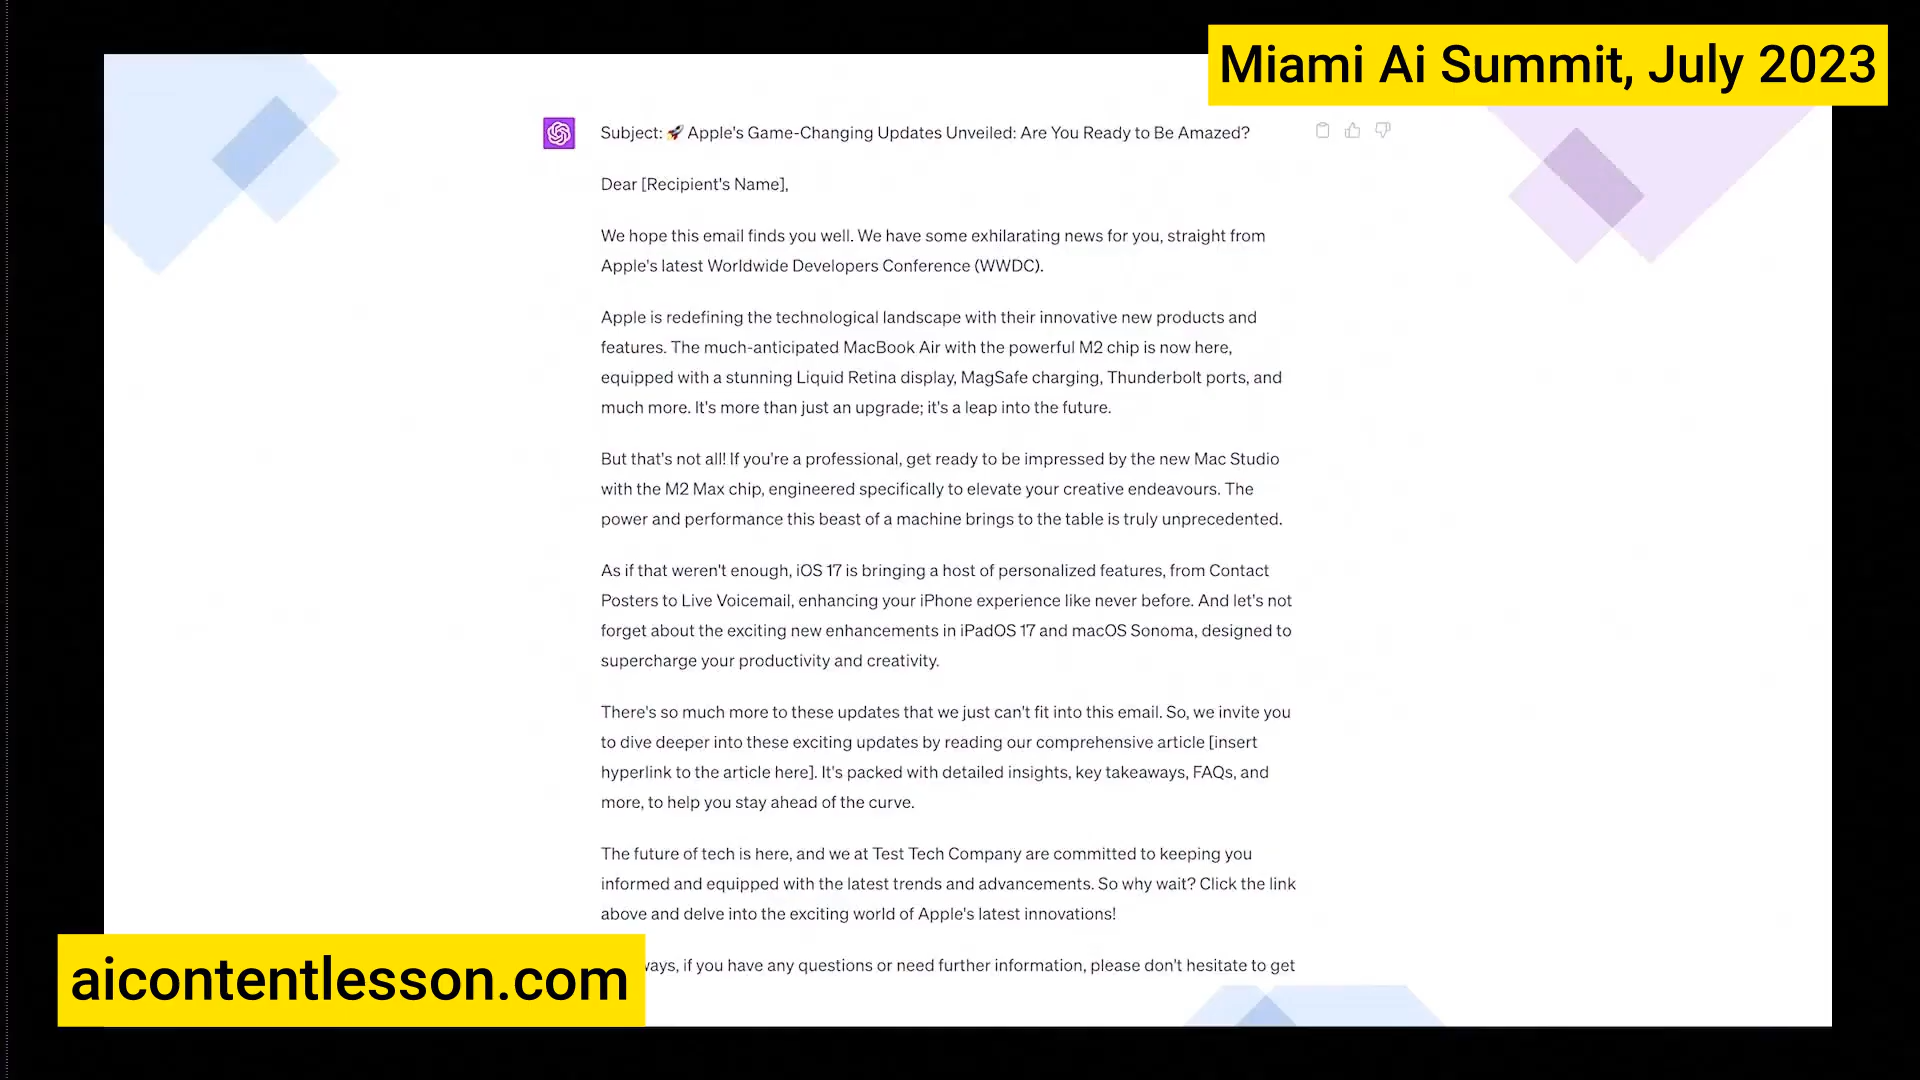 Miami Ai Summit, July 2023
Subject: 🚀 Apple's Game-Changing Updates Unveiled: Are You Ready to Be Amazed?
Dear [Recipient's Name],
We hope this email finds you well. We have some exhilarating news for you, straight from
Apple's latest Worldwide Developers Conference (WWDC).
Apple is redefining the technological landscape with their innovative new products and
features. The much-anticipated MacBook Air with the powerful M2 chip is now here,
equipped with a stunning Liquid Retina display, MagSafe charging, Thunderbolt ports, and
much more. It's more than just an upgrade; it's a leap into the future.
But that's not all! If you're a professional, get ready to be impressed by the new Mac Studio
with the M2 Max chip, engineered specifically to elevate your creative endeavours. The
power and performance this beast of a machine brings to the table is truly unprecedented.
As if that weren't enough, iOS 17 is bringing a host of personalized features, from Contact
Posters to Live Voicemail, enhancing your iPhone experience like never before. And let's not
forget about the exciting new enhancements in iPadOS 17 and macOS Sonoma, designed to
supercharge your productivity and creativity.
There's so much more to these updates that we just can't fit into this email. So, we invite you
to dive deeper into these exciting updates by reading our comprehensive article [insert
hyperlink to the article here]. It's packed with detailed insights, key takeaways, FAQs, and
more, to help you stay ahead of the curve.
The future of tech is here, and we at Test Tech Company are committed to keeping you
informed and equipped with the latest trends and advancements. So why wait? Click the link
above and delve into the exciting world of Apple's latest innovations!
if you have any questions or need further information, please don't hesitate to get
aicontentlesson.com